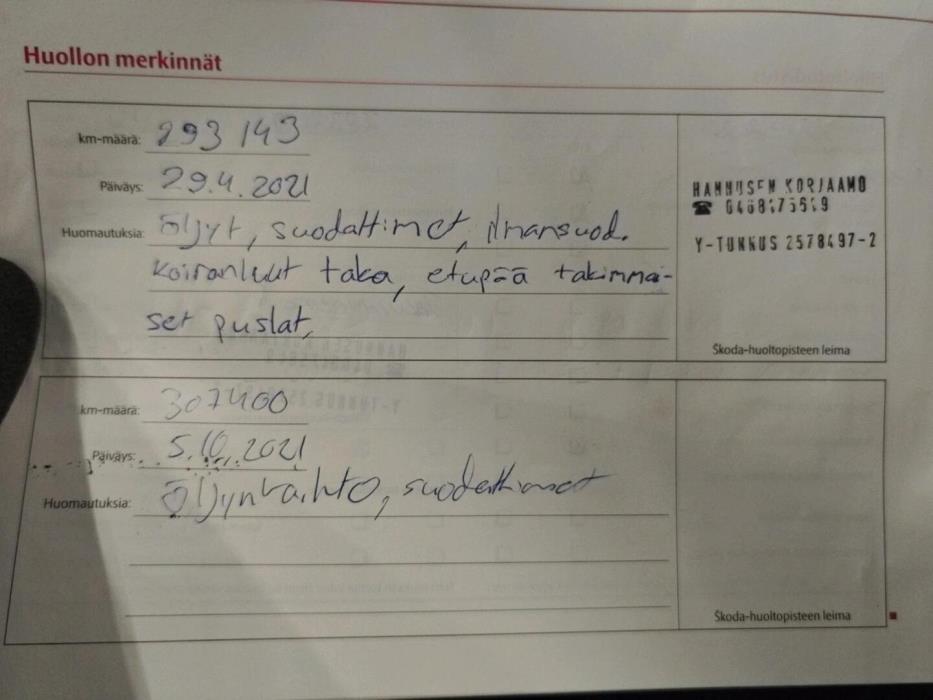 Huollon merkinnät
km-määrä: 293 143
Päiväys: 29.4.2021
Huomautuksia: öljyt, suodattimet, ilmansuod.
koiranluut taka, etupää takimmai-
set puslat,
HANNUSEN KORJAAMO
Y-TUNNUS 2578497-2
Škoda-huoltopisteen leima
km-määrä: 307400
Päiväys: 5.10.2021
Huomautuksia: öljynvaihto, suodattimet
Škoda-huoltopisteen leima